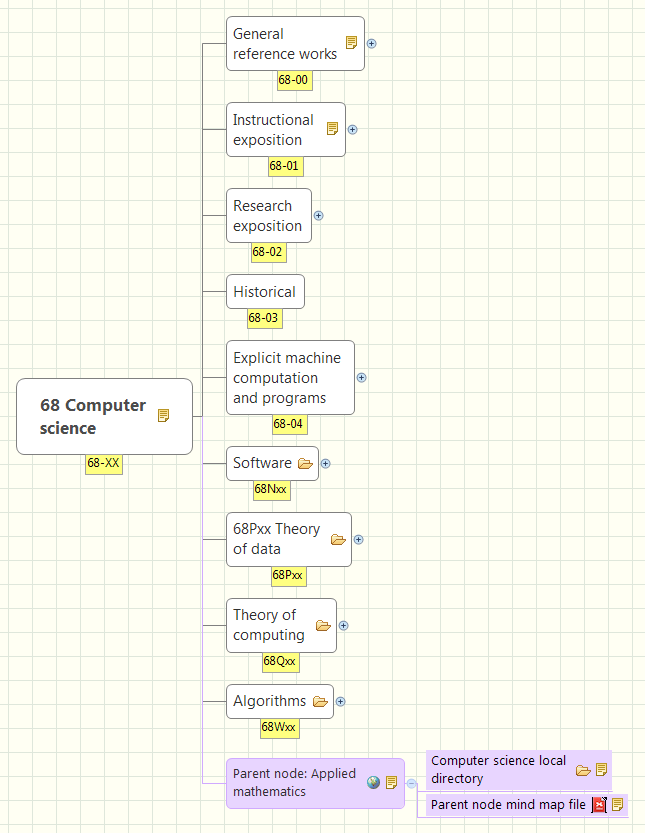 General
reference works
68-00
Instructional
exposition
68-01
Research
exposition
68-02
Historical
68-03
Explicit machine
computation
and programs
68-04
68 Computer
science
68-XX
Software
68Nxx
68Pxx Theory
of data
68Pxx
Theory of
computing
68Qxx
Algorithms
68Wxx
Parent node: Applied
mathematics
Computer science local
directory
Parent node mind map file